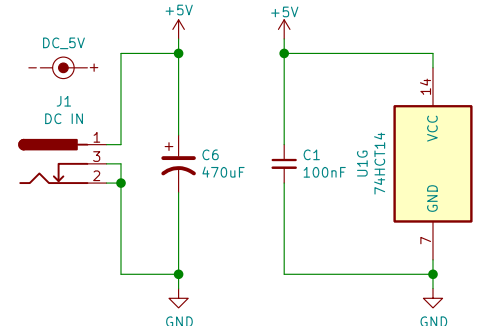 +5V
+5V
DC_5V
− +
J1
DC IN
1
3
2
+
C6
470uF
C1
100nF
U1G
74HCT14
14
VCC
GND
7
GND
GND